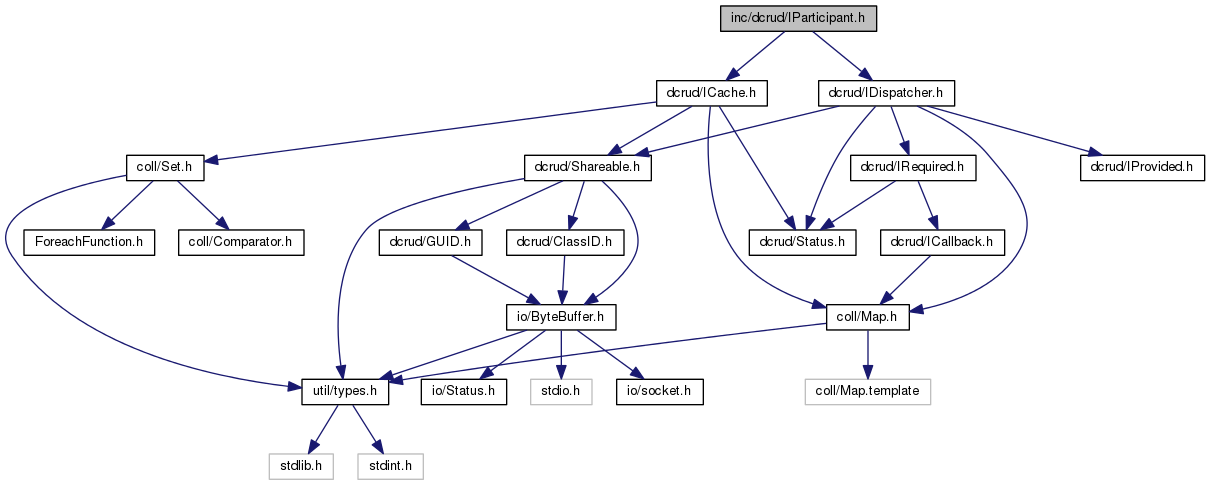 inc/dcrud/IParticipant.h
dcrud/ICache.h
dcrud/IDispatcher.h
coll/Set.h
dcrud/Shareable.h
dcrud/IRequired.h
dcrud/IProvided.h
ForeachFunction.h
coll/Comparator.h
dcrud/GUID.h
dcrud/ClassID.h
dcrud/Status.h
dcrud/ICallback.h
io/ByteBuffer.h
coll/Map.h
util/types.h
io/Status.h
stdio.h
io/socket.h
coll/Map.template
stdlib.h
stdint.h